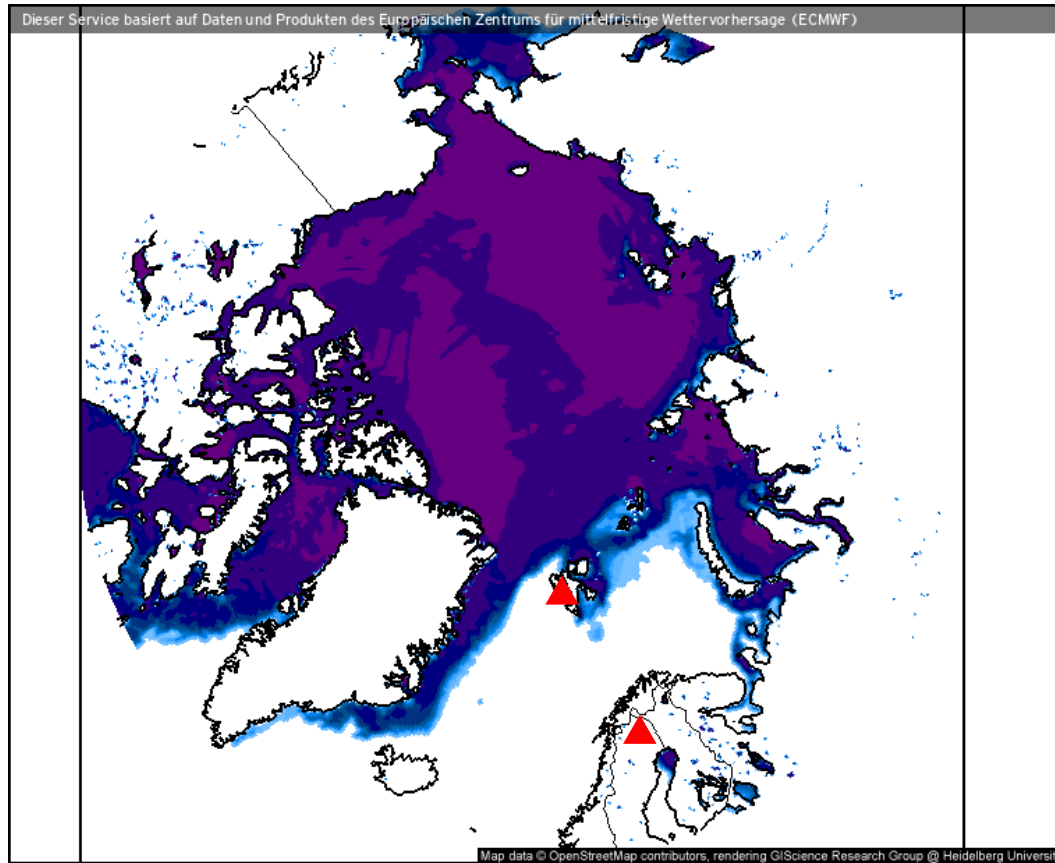 Dieser Service basiert auf Daten und Produkten des Europäischen Zentrums für mittelfristige Wettervorhersage (ECMWF)
Map data © OpenStreetMap contributors, rendering GIScience Research Group @ Heidelberg Universit